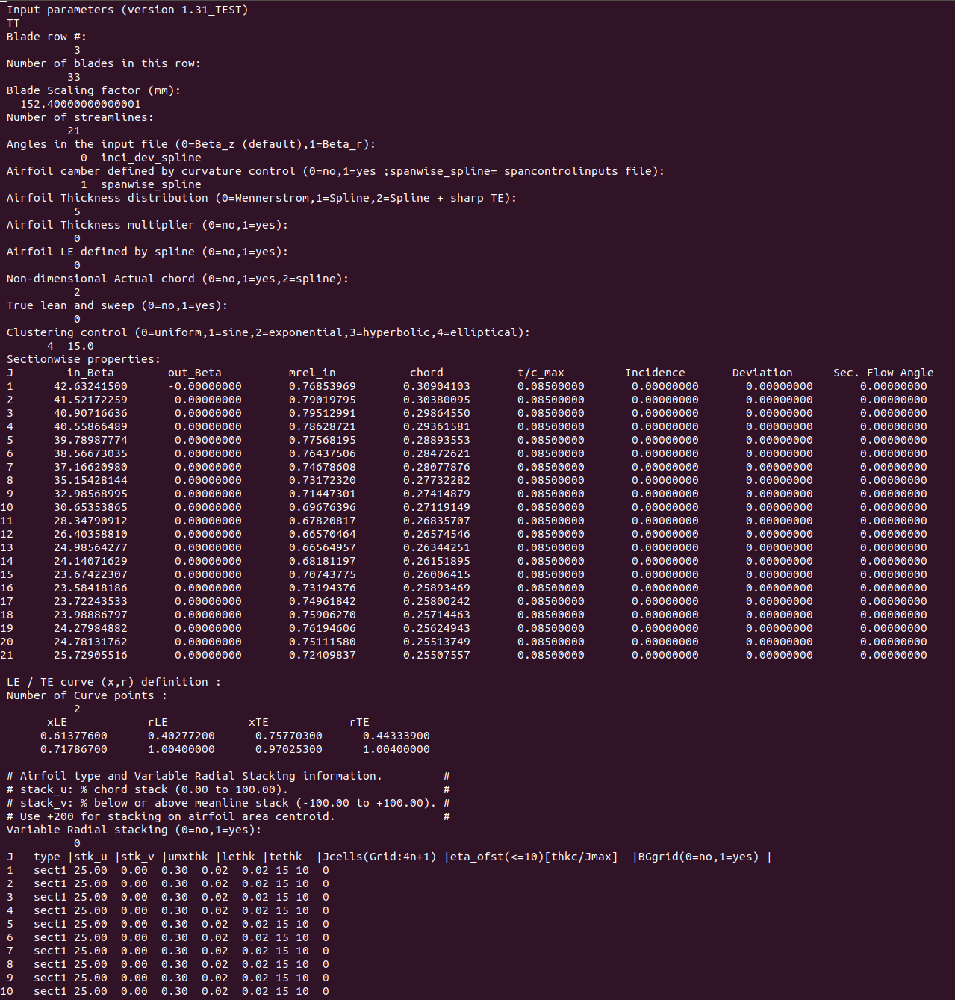 Input parameters (version 1.31_TEST)
TT
Blade row #:
3
Number of blades in this row:
33
Blade Scaling factor (mm):
152.40000000000001
Number of streamlines:
21
Angles in the input file (0=Beta_z (default),1=Beta_r):
0  inci_dev_spline
Airfoil camber defined by curvature control (0=no,1=yes ;spanwise_spline= spancontrolinputs file):
1  spanwise_spline
Airfoil Thickness distribution (0=Wennerstrom,1=Spline,2=Spline + sharp TE):
5
Airfoil Thickness multiplier (0=no,1=yes):
0
Airfoil LE defined by spline (0=no,1=yes):
0
Non-dimensional Actual chord (0=no,1=yes,2=spline):
2
True lean and sweep (0=no,1=yes):
0
Clustering control (0=uniform,1=sine,2=exponential,3=hyperbolic,4=elliptical):
4  15.0
Sectionwise properties:
J in_Beta out_Beta mrel_in chord t/c_max Incidence Deviation Sec. Flow Angle
1 42.63241500 -0.00000000 0.76853969 0.30904103 0.08500000 0.00000000 0.00000000 0.00000000
2 41.52172259 0.00000000 0.79019795 0.30380095 0.08500000 0.00000000 0.00000000 0.00000000
3 40.90716636 0.00000000 0.79512991 0.29864550 0.08500000 0.00000000 0.00000000 0.00000000
4 40.55866489 0.00000000 0.78628721 0.29361581 0.08500000 0.00000000 0.00000000 0.00000000
5 39.78987774 0.00000000 0.77568195 0.28893553 0.08500000 0.00000000 0.00000000 0.00000000
6 38.56673035 0.00000000 0.76437506 0.28472621 0.08500000 0.00000000 0.00000000 0.00000000
7 37.16620980 0.00000000 0.74678608 0.28077876 0.08500000 0.00000000 0.00000000 0.00000000
8 35.15428144 0.00000000 0.73172320 0.27732282 0.08500000 0.00000000 0.00000000 0.00000000
9 32.98568995 0.00000000 0.71447301 0.27414879 0.08500000 0.00000000 0.00000000 0.00000000
10 30.65353865 0.00000000 0.69676396 0.27119149 0.08500000 0.00000000 0.00000000 0.00000000
11 28.34790912 0.00000000 0.67820817 0.26835707 0.08500000 0.00000000 0.00000000 0.00000000
12 26.40358810 0.00000000 0.66570464 0.26574546 0.08500000 0.00000000 0.00000000 0.00000000
13 24.98564277 0.00000000 0.66564957 0.26344251 0.08500000 0.00000000 0.00000000 0.00000000
14 24.14071629 0.00000000 0.68181197 0.26151895 0.08500000 0.00000000 0.00000000 0.00000000
15 23.67422307 0.00000000 0.70743775 0.26006415 0.08500000 0.00000000 0.00000000 0.00000000
16 23.58418186 0.00000000 0.73194376 0.25893469 0.08500000 0.00000000 0.00000000 0.00000000
17 23.72243533 0.00000000 0.74961842 0.25800242 0.08500000 0.00000000 0.00000000 0.00000000
18 23.98886797 0.00000000 0.75906270 0.25714463 0.08500000 0.00000000 0.00000000 0.00000000
19 24.27984882 0.00000000 0.76194606 0.25624943 0.08500000 0.00000000 0.00000000 0.00000000
20 24.78131762 0.00000000 0.75111580 0.25513749 0.08500000 0.00000000 0.00000000 0.00000000
21 25.72905516 0.00000000 0.72409837 0.25507557 0.08500000 0.00000000 0.00000000 0.00000000
LE / TE curve (x,r) definition :
Number of Curve points :
2
xLE rLE xTE rTE
0.61377600 0.40277200 0.75770300 0.44333900
0.71786700 1.00400000 0.97025300 1.00400000
# Airfoil type and Variable Radial Stacking information. #
# stack_u: % chord stack (0.00 to 100.00). #
# stack_v: % below or above meanline stack (-100.00 to +100.00). #
# Use +200 for stacking on airfoil area centroid. #
Variable Radial stacking (0=no,1=yes):
0
J type |stk_u |stk_v |umxthk |lethk |tethk |Jcells(Grid:4n+1) |eta_ofst(<=10)[thkc/Jmax] |BGgrid(0=no,1=yes) |
1 sect1 25.00 0.00 0.30 0.02 0.02 15 10 0
2 sect1 25.00 0.00 0.30 0.02 0.02 15 10 0
3 sect1 25.00 0.00 0.30 0.02 0.02 15 10 0
4 sect1 25.00 0.00 0.30 0.02 0.02 15 10 0
5 sect1 25.00 0.00 0.30 0.02 0.02 15 10 0
6 sect1 25.00 0.00 0.30 0.02 0.02 15 10 0
7 sect1 25.00 0.00 0.30 0.02 0.02 15 10 0
8 sect1 25.00 0.00 0.30 0.02 0.02 15 10 0
9 sect1 25.00 0.00 0.30 0.02 0.02 15 10 0
10 sect1 25.00 0.00 0.30 0.02 0.02 15 10 0